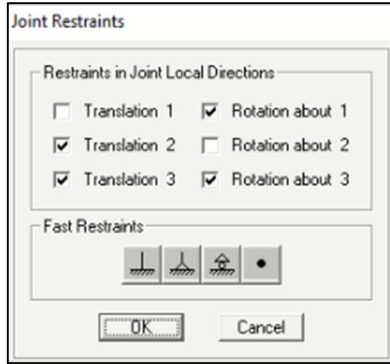 Joint Restraints
Restraints in Joint Local Directions
Translation 1 Rotation about 1
Translation 2 Rotation about 2
Translation 3 Rotation about 3
Fast Restraints
OK Cancel